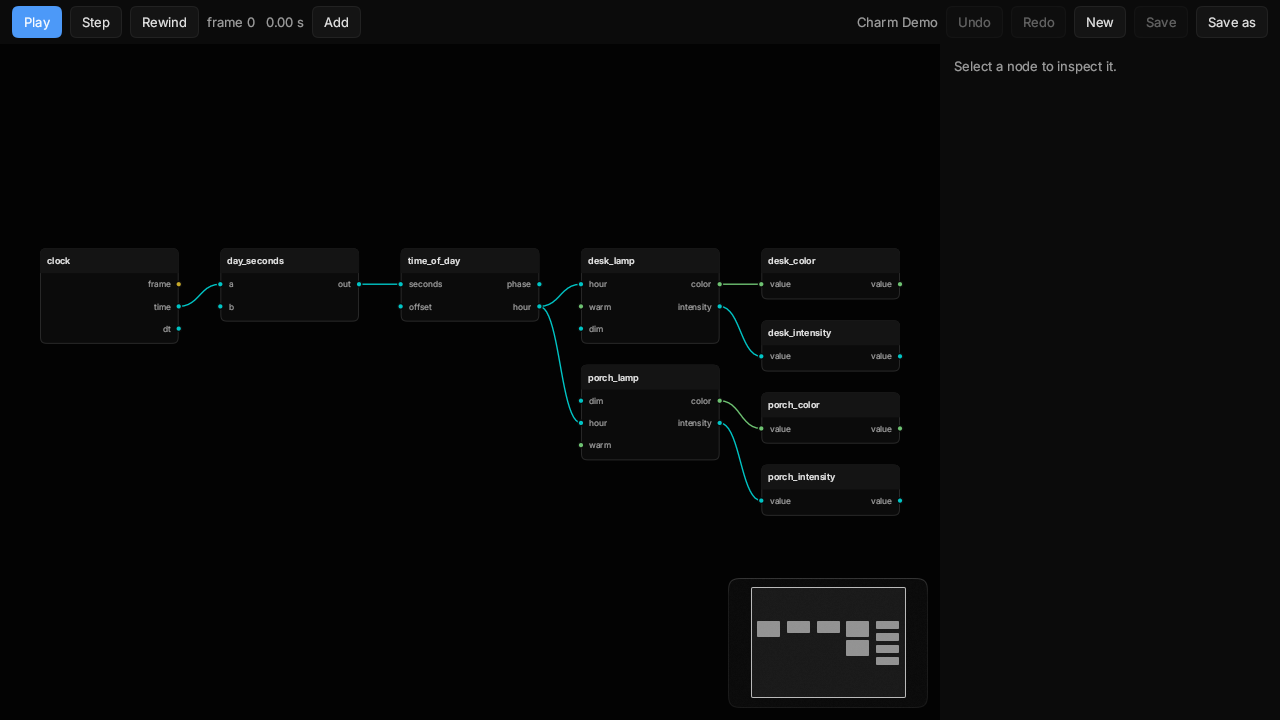 Play Step Rewind frame 0 0.00 s Add Charm Demo Undo Redo New Save Save as
Select a node to inspect it.
clock
frame
time
dt
day_seconds
a out
b
time_of_day
seconds phase
offset hour
desk_lamp
hour color
warm intensity
dim
desk_color
value value
desk_intensity
value value
porch_lamp
dim color
hour intensity
warm
porch_color
value value
porch_intensity
value value